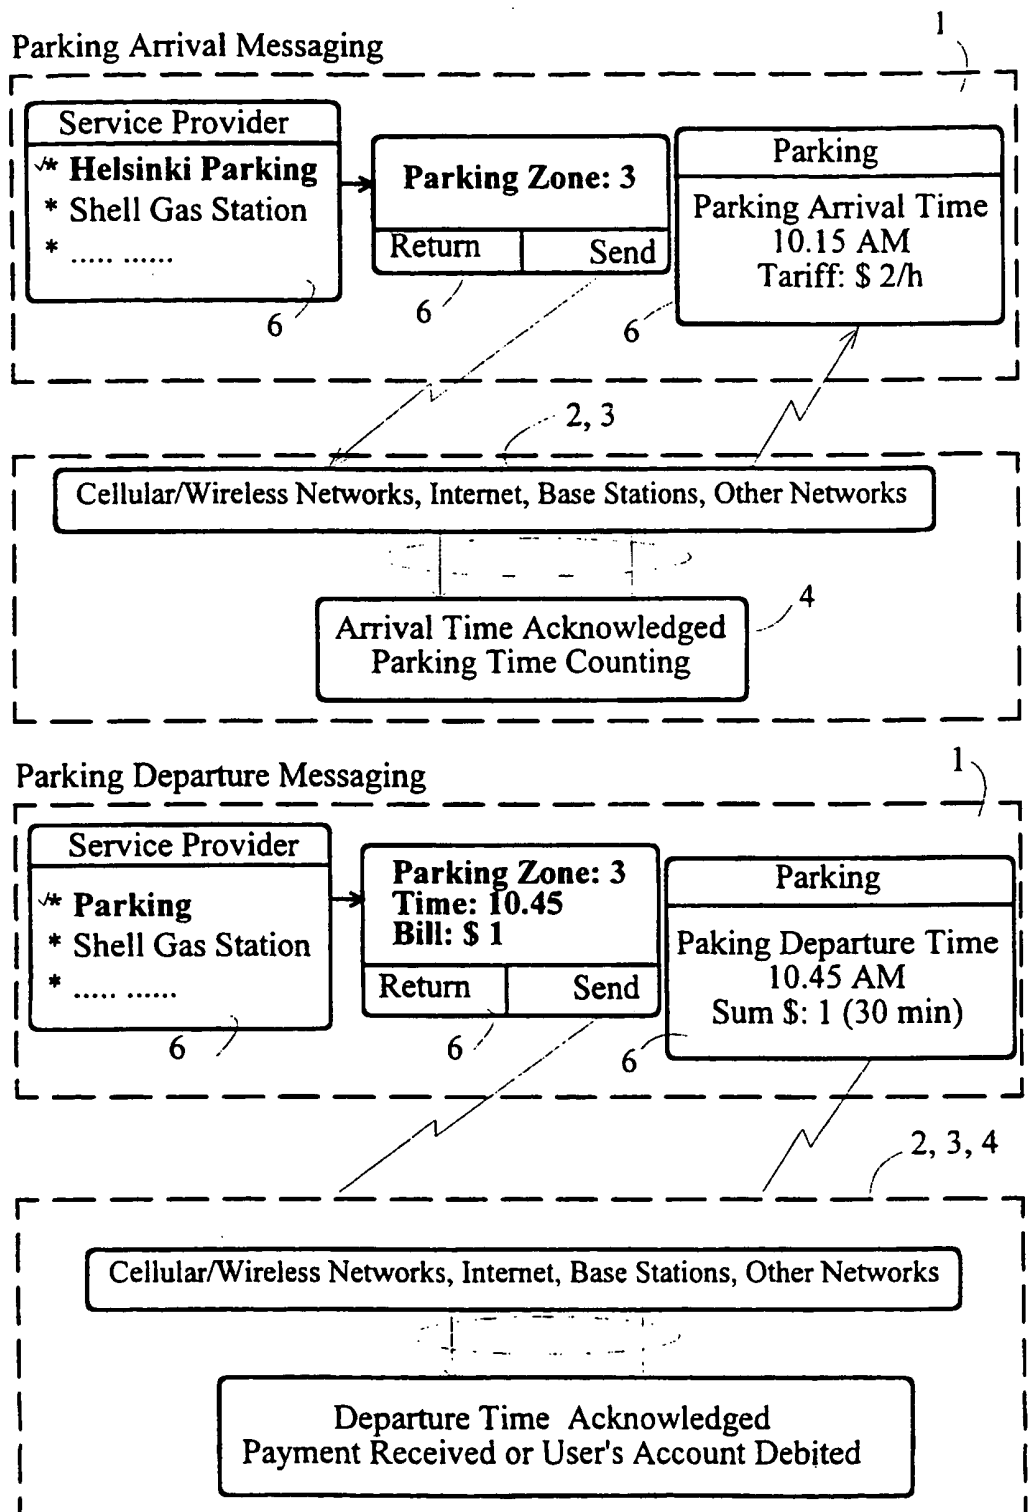 Parking Arrival Messaging
1
Service Provider
* Helsinki Parking
* Shell Gas Station
* ..... ......
Parking Zone: 3
Return Send
Parking
Parking Arrival Time
10.15 AM
Tariff: $ 2/h
6
6
6
2, 3
Cellular/Wireless Networks, Internet, Base Stations, Other Networks
4
Arrival Time Acknowledged
Parking Time Counting
Parking Departure Messaging
1
Service Provider
* Parking
* Shell Gas Station
* ..... ......
Parking Zone: 3
Time: 10.45
Bill: $ 1
Return Send
Parking
Paking Departure Time
10.45 AM
Sum $: 1 (30 min)
6
6
6
2, 3, 4
Cellular/Wireless Networks, Internet, Base Stations, Other Networks
Departure Time Acknowledged
Payment Received or User's Account Debited